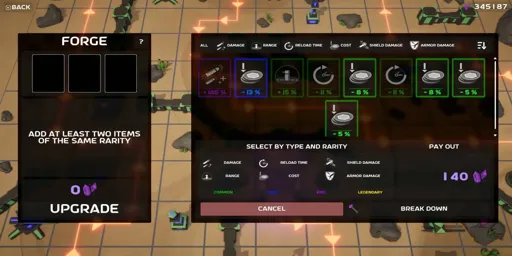 BACK
345187
FORGE
?
ALL DAMAGE RANGE RELOAD TIME COST SHIELD DAMAGE ARMOR DAMAGE
- 13 % - 15 % - 8 % - 8 % - 8 % - 8 % - 5 %
- 5 %
ADD AT LEAST TWO ITEMS
OF THE SAME RARITY
SELECT BY TYPE AND RARITY
PAY OUT
DAMAGE RELOAD TIME SHIELD DAMAGE
RANGE COST ARMOR DAMAGE
140
COMMON EPIC LEGENDARY
0
UPGRADE
CANCEL
BREAK DOWN